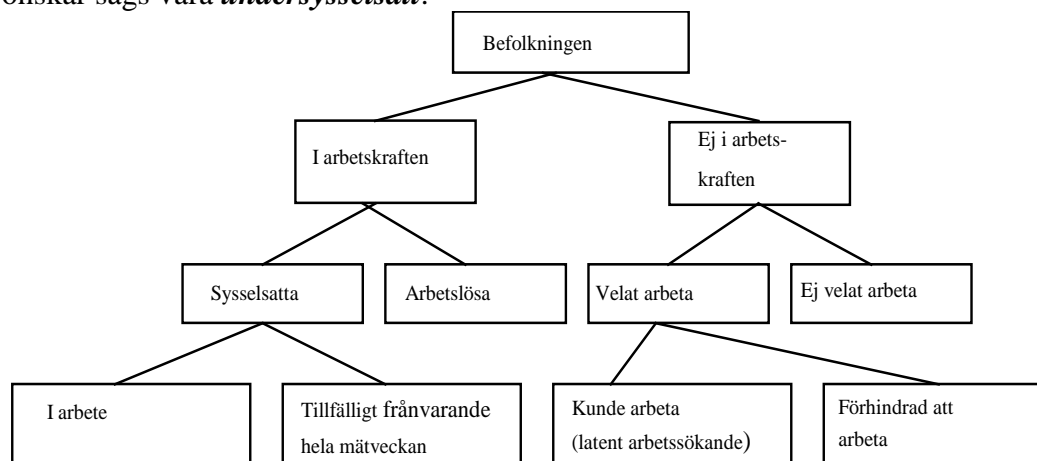 önskar sägs vara undersysselsatt.
Befolkningen
I arbetskraften
Ej i arbets-
kraften
Sysselsatta
Arbetslösa
Velat arbeta
Ej velat arbeta
I arbete
Tillfälligt frånvarande
hela mätveckan
Kunde arbeta
(latent arbetssökande)
Förhindrad att
arbeta